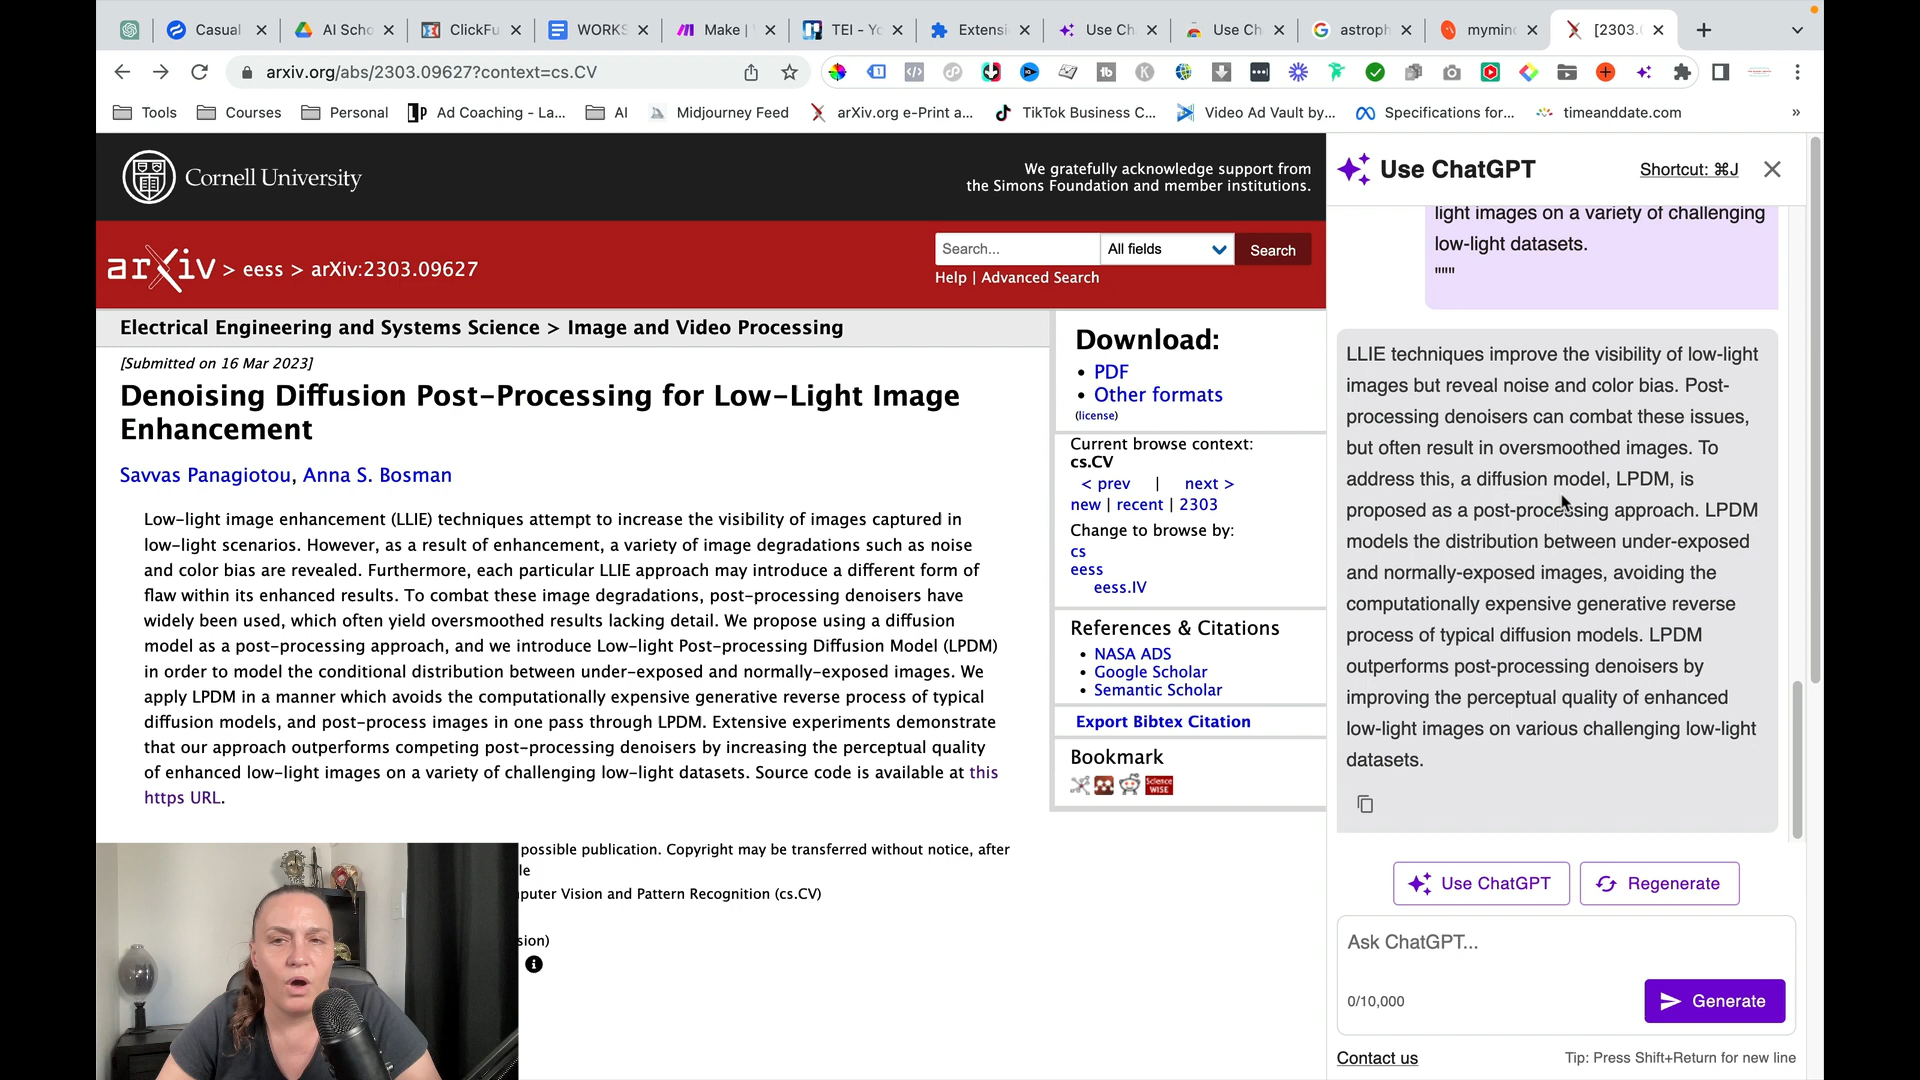 Casual
AI Scho
ClickFu
WORKS
Make |
TEI - Yo
Extensi
Use Ch
Use Ch
astroph
mymind
[2303.
arxiv.org/abs/2303.09627?context=cs.CV
Tools
Courses
Personal
Ad Coaching - La...
AI
Midjourney Feed
arXiv.org e-Print a...
TikTok Business C...
Video Ad Vault by...
Specifications for...
timeanddate.com
»
Cornell University
We gratefully acknowledge support from
the Simons Foundation and member institutions.
arXiv > eess > arXiv:2303.09627
Search...
All fields
Search
Help | Advanced Search
Electrical Engineering and Systems Science > Image and Video Processing
[Submitted on 16 Mar 2023]
Denoising Diffusion Post-Processing for Low-Light Image
Enhancement
Savvas Panagiotou, Anna S. Bosman
Low-light image enhancement (LLIE) techniques attempt to increase the visibility of images captured in
low-light scenarios. However, as a result of enhancement, a variety of image degradations such as noise
and color bias are revealed. Furthermore, each particular LLIE approach may introduce a different form of
flaw within its enhanced results. To combat these image degradations, post-processing denoisers have
widely been used, which often yield oversmoothed results lacking detail. We propose using a diffusion
model as a post-processing approach, and we introduce Low-light Post-processing Diffusion Model (LPDM)
in order to model the conditional distribution between under-exposed and normally-exposed images. We
apply LPDM in a manner which avoids the computationally expensive generative reverse process of typical
diffusion models, and post-process images in one pass through LPDM. Extensive experiments demonstrate
that our approach outperforms competing post-processing denoisers by increasing the perceptual quality
of enhanced low-light images on a variety of challenging low-light datasets. Source code is available at this
https URL.
possible publication. Copyright may be transferred without notice, after
le
puter Vision and Pattern Recognition (cs.CV)
sion)
Download:
• PDF
• Other formats
(license)
Current browse context:
cs.CV
< prev | next >
new | recent | 2303
Change to browse by:
cs
eess
eess.IV
References & Citations
• NASA ADS
• Google Scholar
• Semantic Scholar
Export Bibtex Citation
Bookmark
Science
WISE
Use ChatGPT
Shortcut: ⌘J
light images on a variety of challenging
low-light datasets.
"""
LLIE techniques improve the visibility of low-light
images but reveal noise and color bias. Post-
processing denoisers can combat these issues,
but often result in oversmoothed images. To
address this, a diffusion model, LPDM, is
proposed as a post-processing approach. LPDM
models the distribution between under-exposed
and normally-exposed images, avoiding the
computationally expensive generative reverse
process of typical diffusion models. LPDM
outperforms post-processing denoisers by
improving the perceptual quality of enhanced
low-light images on various challenging low-light
datasets.
Use ChatGPT
Regenerate
Ask ChatGPT...
0/10,000
Generate
Contact us
Tip: Press Shift+Return for new line